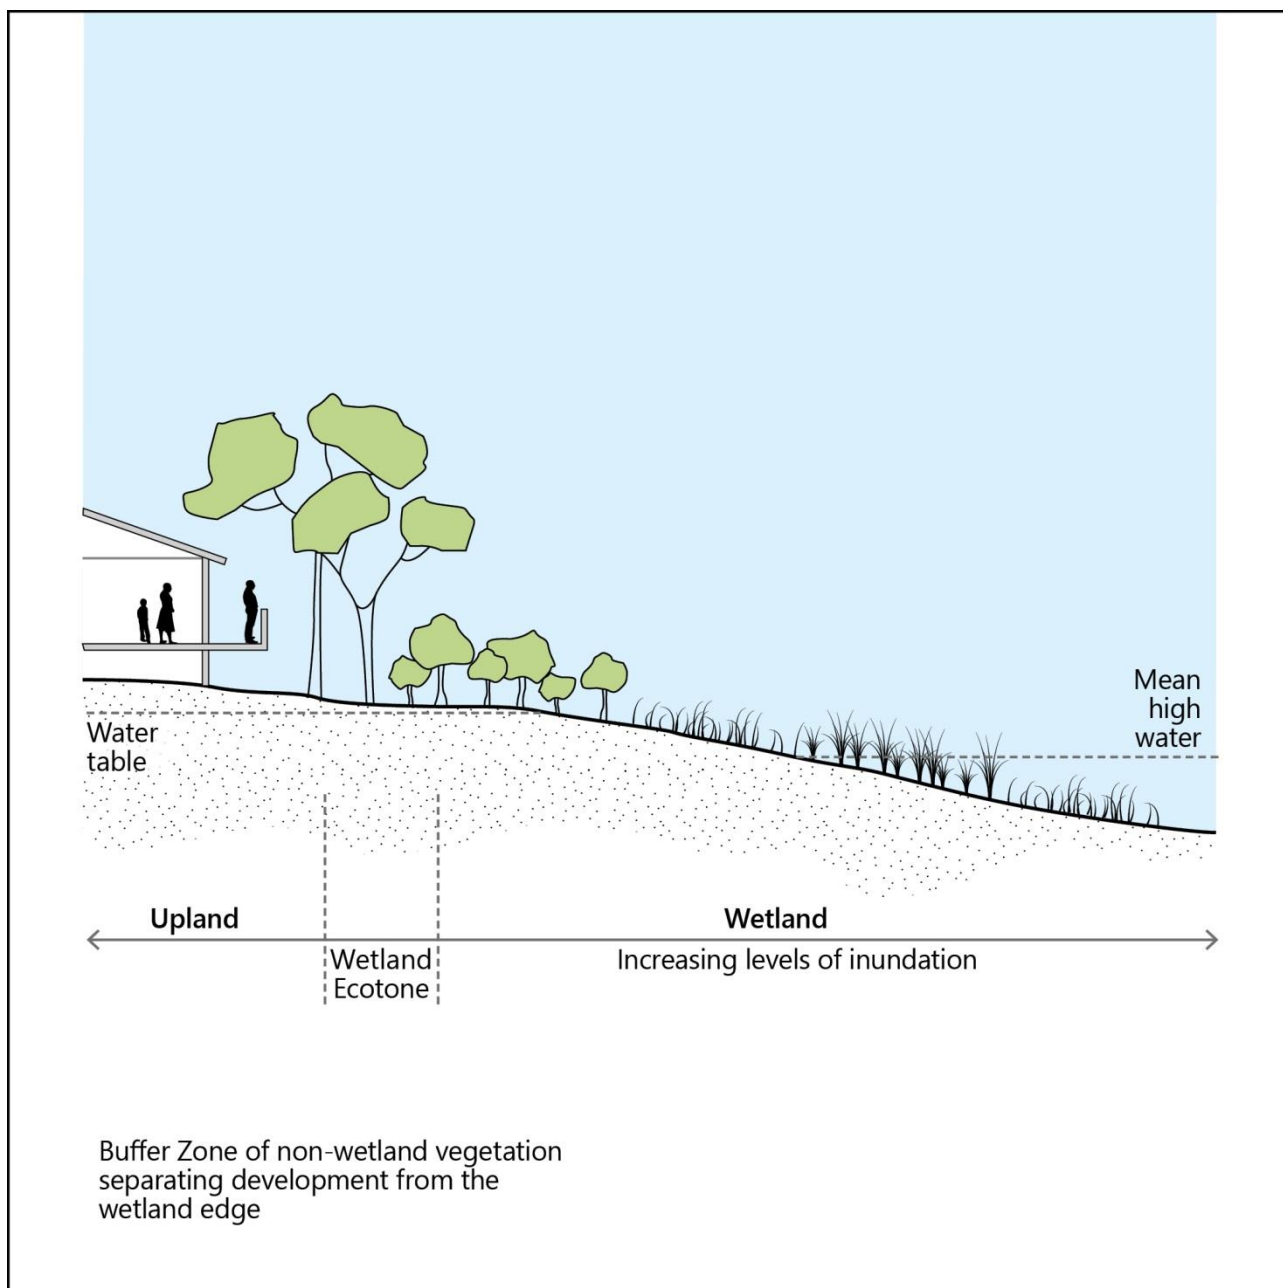 Mean
high
water
Water
table
Upland
Wetland
Wetland
Ecotone
Increasing levels of inundation
Buffer Zone of non-wetland vegetation
separating development from the
wetland edge